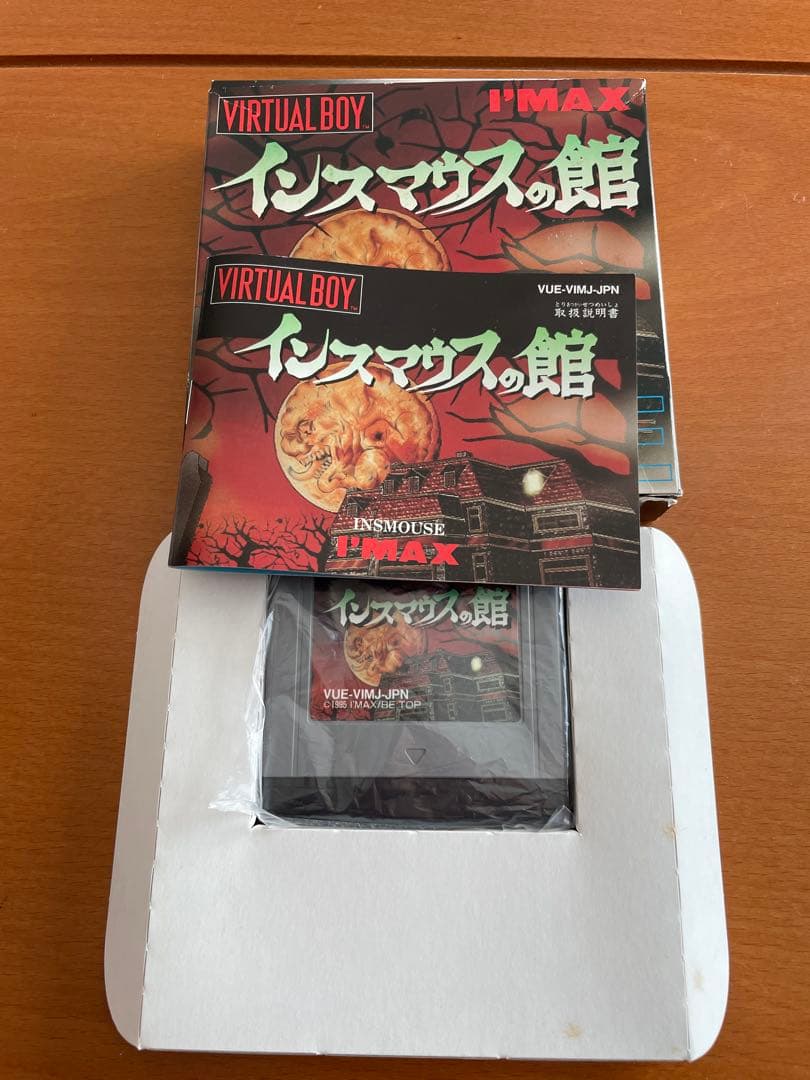 VIRTUAL BOY™
I'MAX
インスマウスの館
VIRTUAL BOY™
VUE-VIMJ-JPN
とりあつかいせつめいしょ
取扱説明書
インスマウスの館
INSMOUSE
I'MAX
インスマウスの館
VUE-VIMJ-JPN
©1995 I'MAX/BE TOP